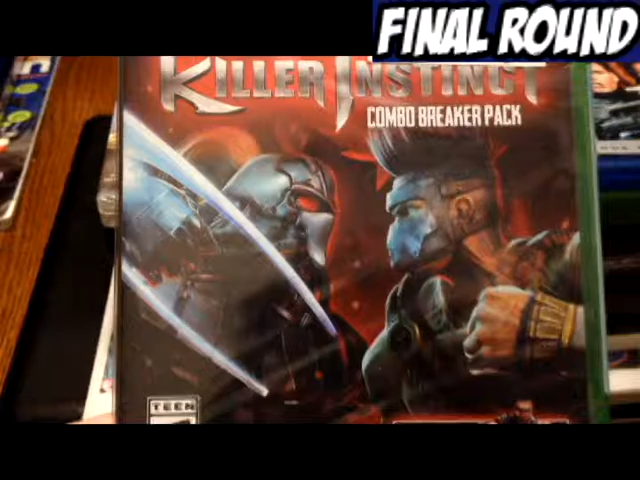 FINAL ROUND
KILLER INSTINCT
COMBO BREAKER PACK
TEEN